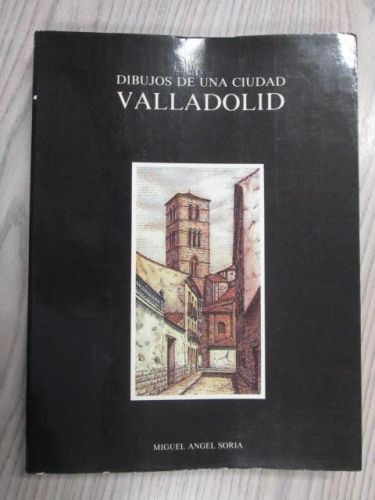 DIBUJOS DE UNA CIUDAD
VALLADOLID
MIGUEL ANGEL SORIA